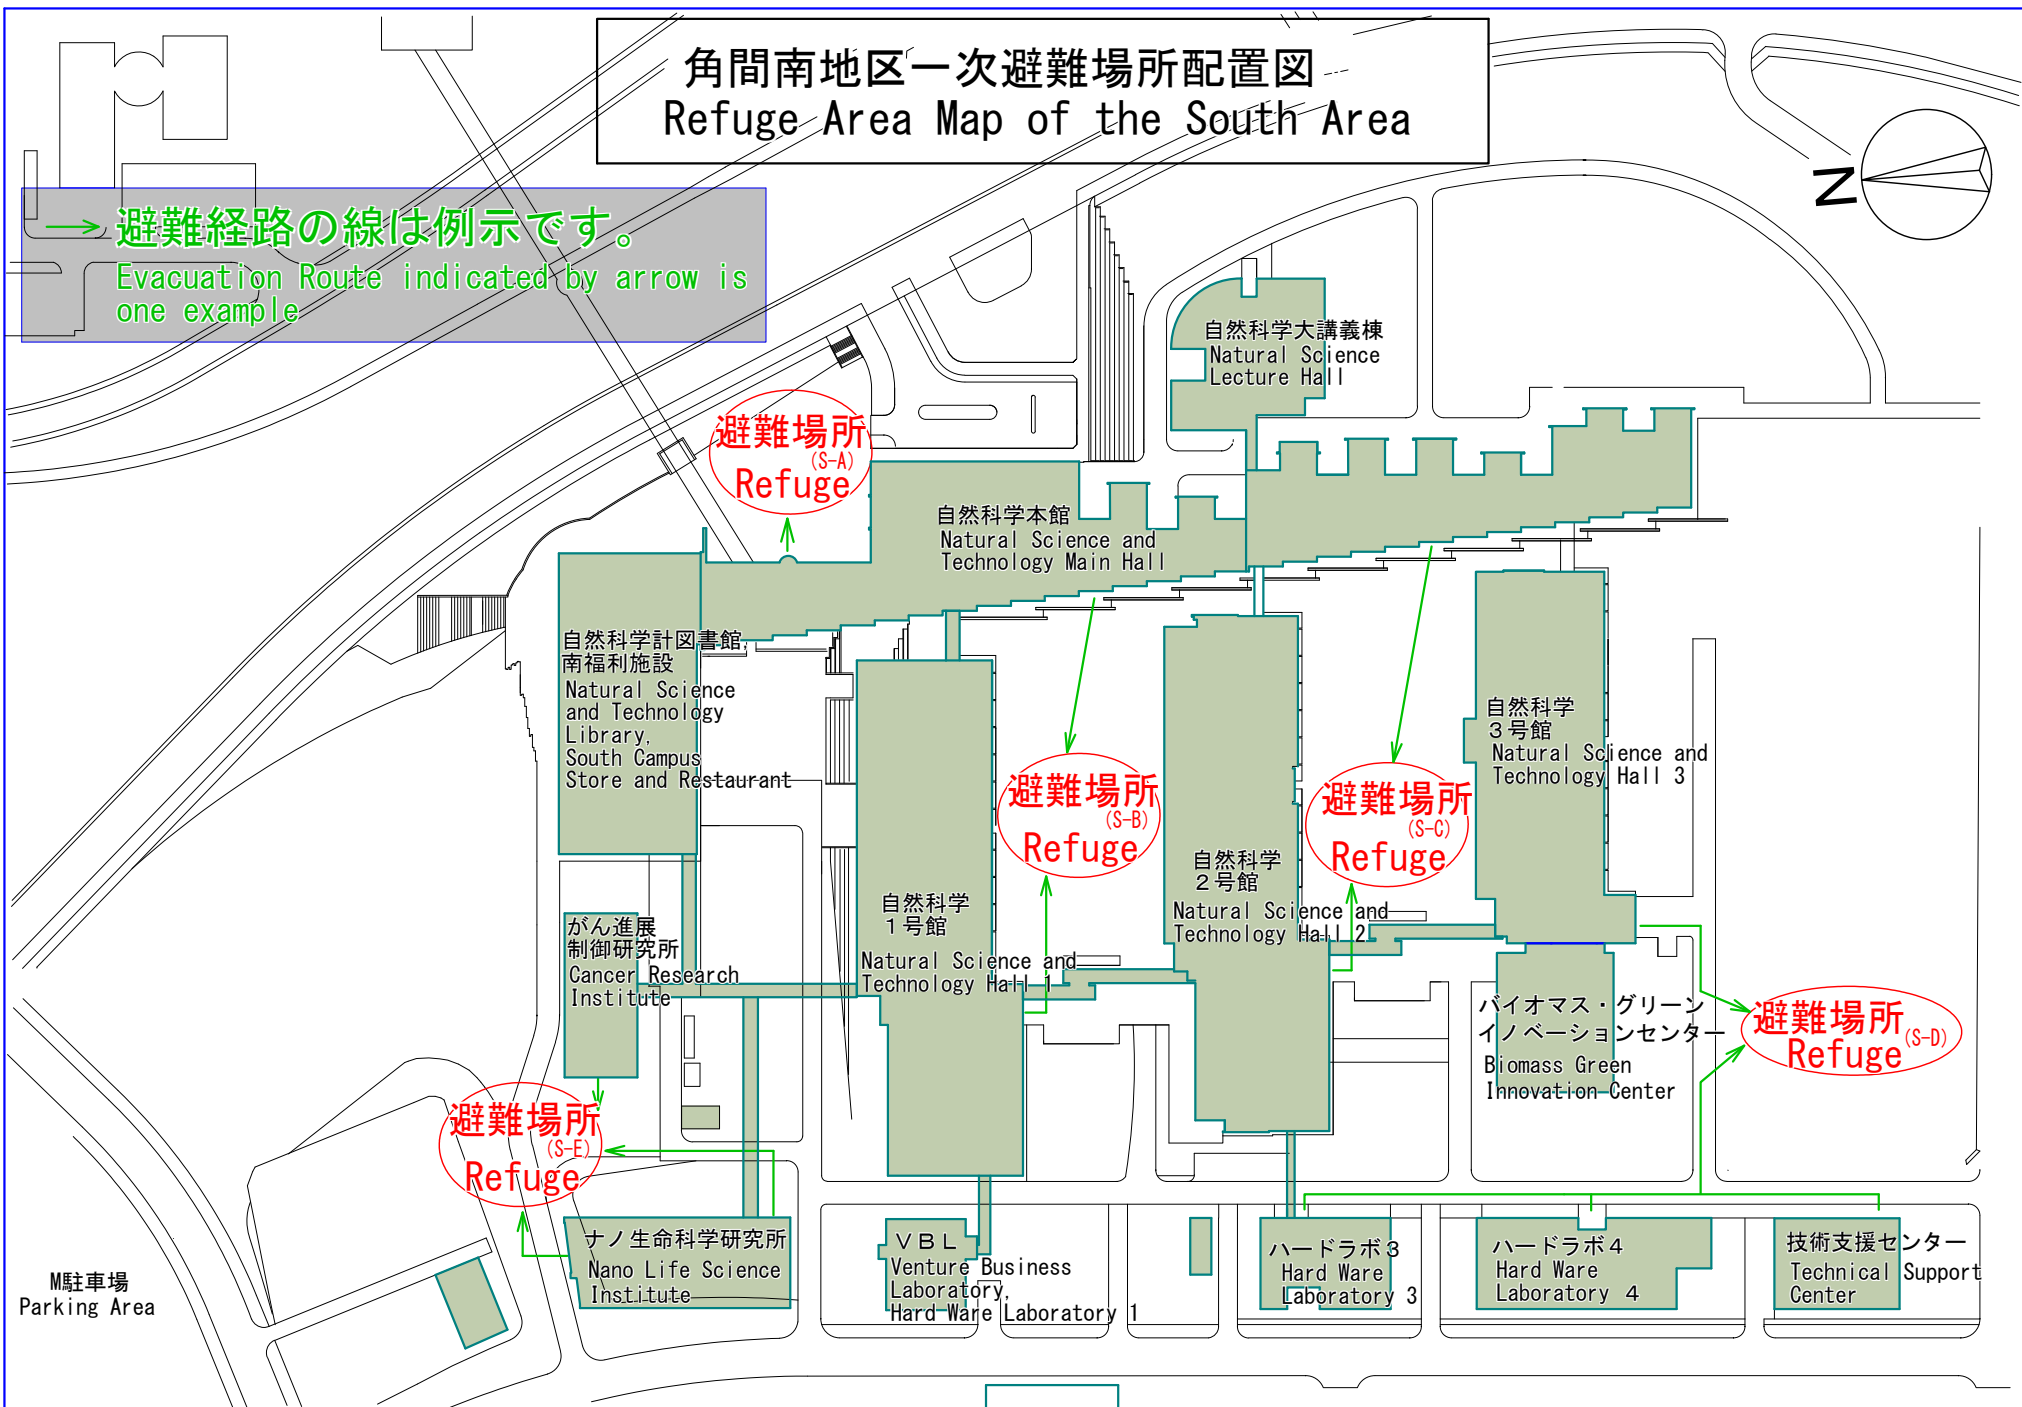 角間南地区一次避難場所配置図
Refuge Area Map of the South Area
N
避難経路の線は例示です。
Evacuation Route indicated by arrow is
one example
自然科学大講義棟
Natural Science
Lecture Hall
避難場所
(S-A)
Refuge
自然科学本館
Natural Science and
Technology Main Hall
自然科学計図書館,
南福利施設
Natural Science
and Technology
Library,
South Campus
Store and Restaurant
自然科学
3号館
Natural Science and
Technology Hall 3
避難場所
(S-B)
Refuge
避難場所
(S-C)
Refuge
自然科学
2号館
Natural Science and
Technology Hall 2
自然科学
1号館
Natural Science and
Technology Hall 1
がん進展
制御研究所
Cancer Research
Institute
バイオマス・グリーン
イノベーションセンター
Biomass Green
Innovation Center
避難場所
(S-D)
Refuge
避難場所
(S-E)
Refuge
ナノ生命科学研究所
Nano Life Science
Institute
VBL
Venture Business
Laboratory,
Hard Ware Laboratory 1
ハードラボ3
Hard Ware
Laboratory 3
ハードラボ4
Hard Ware
Laboratory 4
技術支援センター
Technical Support
Center
M駐車場
Parking Area